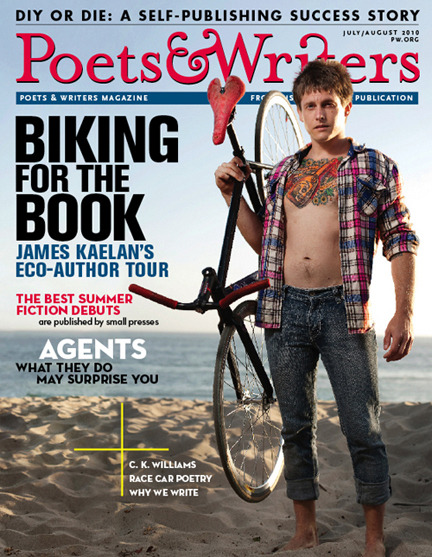 DIY OR DIE: A SELF-PUBLISHING SUCCESS STORY
JULY/AUGUST 2010
PW.ORG
Poets&Writers
POETS & WRITERS MAGAZINE
PUBLICATION
BIKING
FOR THE
BOOK
JAMES KAELAN'S
ECO-AUTHOR TOUR
THE BEST SUMMER
FICTION DEBUTS
are published by small presses
AGENTS
WHAT THEY DO
MAY SURPRISE YOU
C. K. WILLIAMS
RACE CAR POETRY
WHY WE WRITE